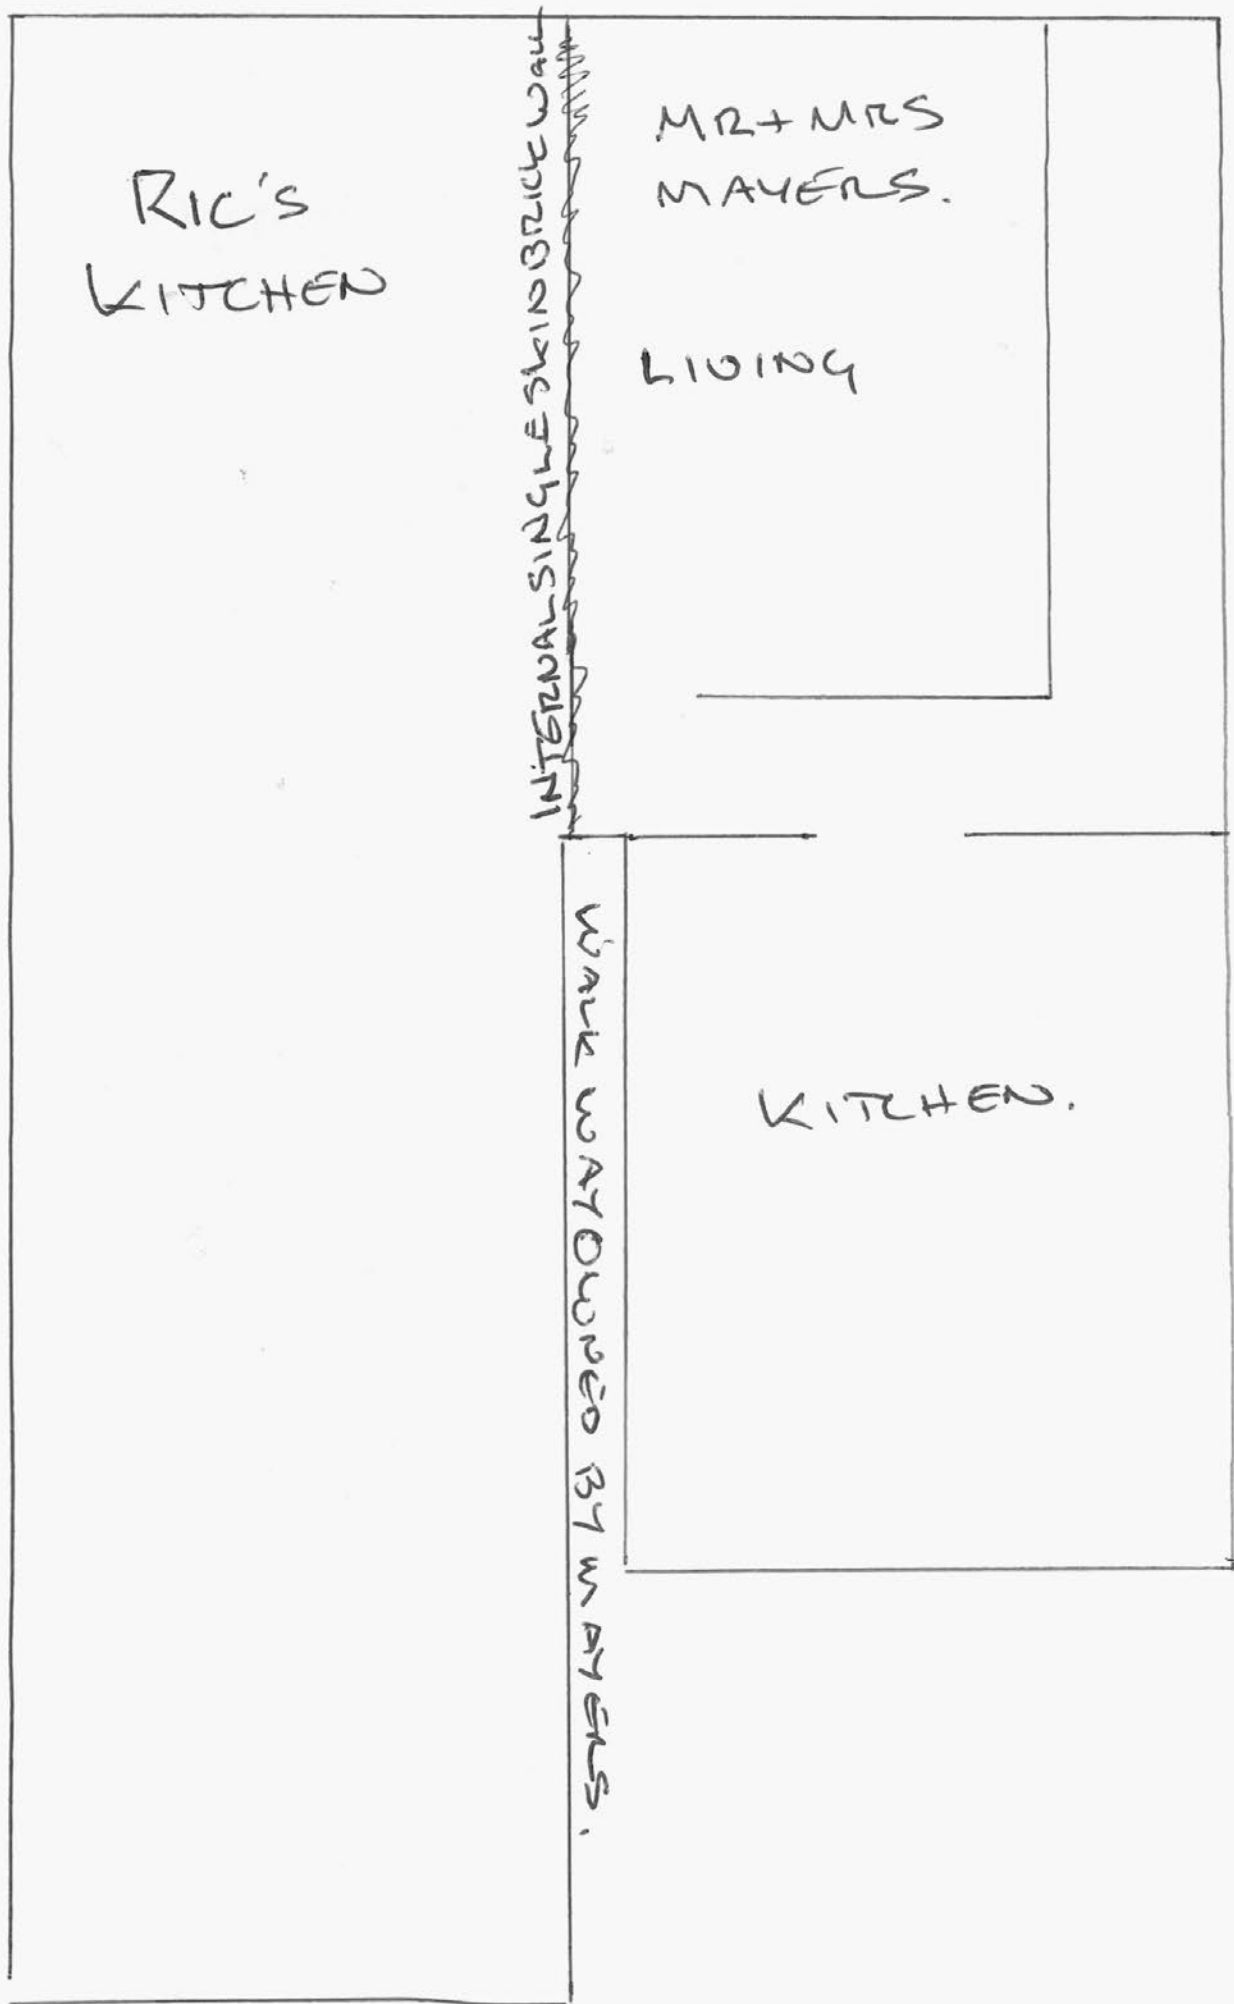 RIC'S
KITCHEN
INTERNAL SINGLE SKIN BRICK WALL
MR + MRS
MAYERS.
LIVING
WALK WAY OWNED BY MAYERS.
KITCHEN.